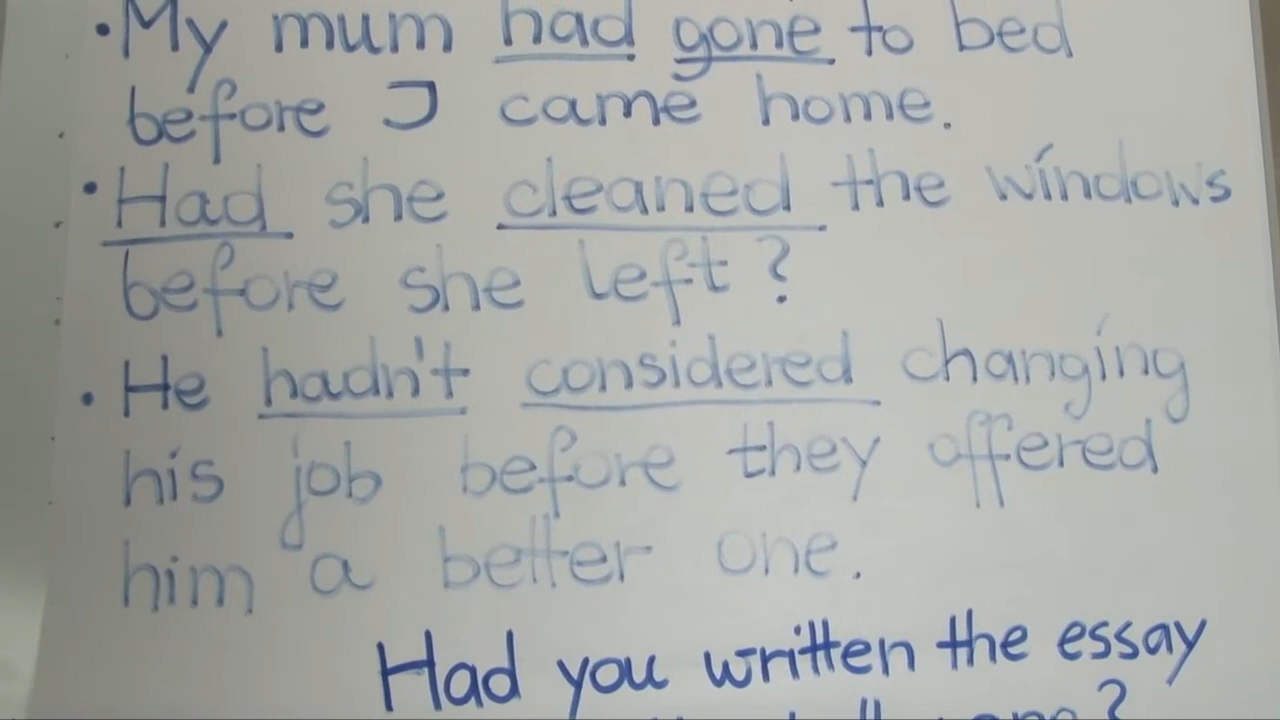 • My mum had gone to bed
before I came home.
• Had she cleaned the windows
before she left?
• He hadn't considered changing
his job before they offered
him a better one.
Had you written the essay